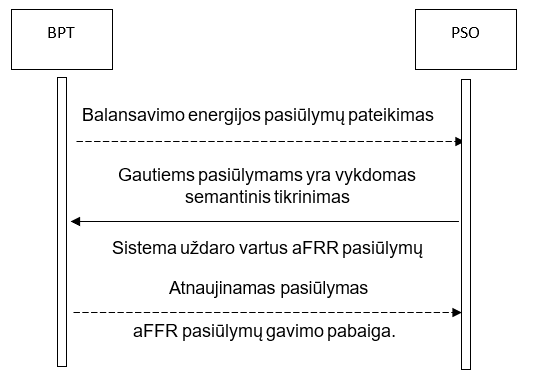 BPT
PSO
Balansavimo energijos pasiūlymų pateikimas
Gautiems pasiūlymams yra vykdomas
semantinis tikrinimas
Sistema uždaro vartus aFRR pasiūlymų
Atnaujinamas pasiūlymas
aFFR pasiūlymų gavimo pabaiga.